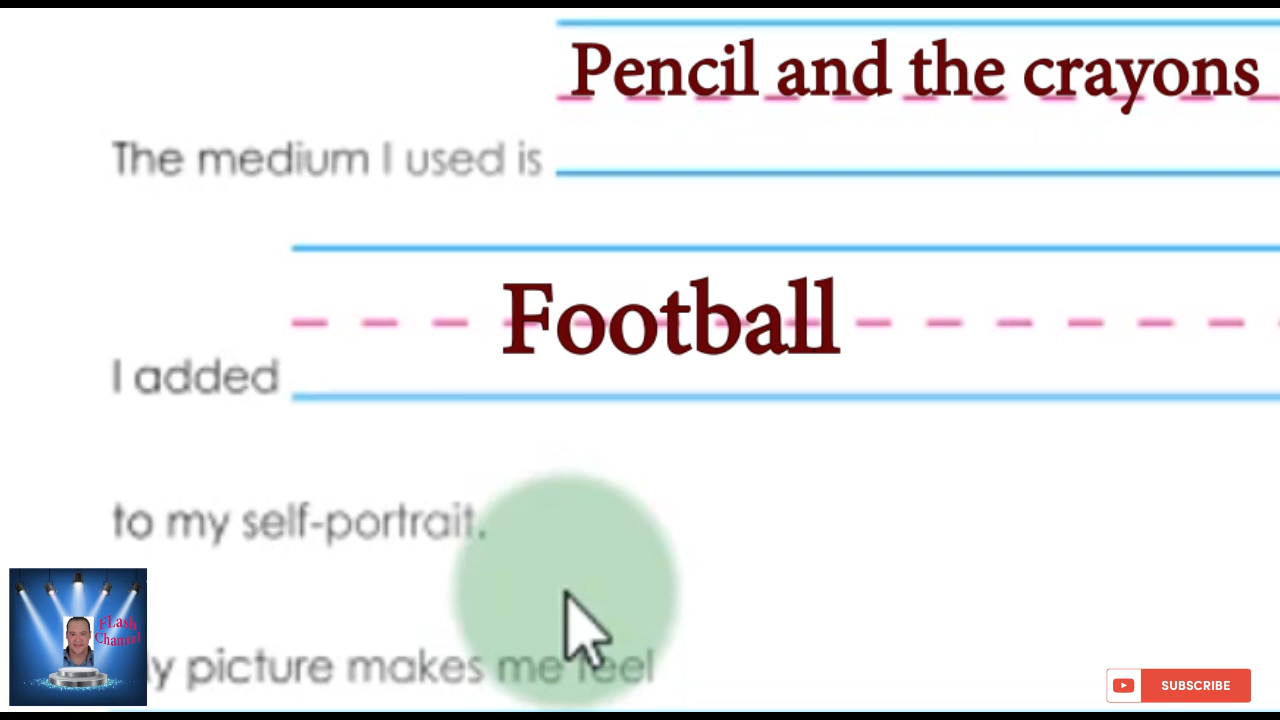 Pencil and the crayons
The medium I used is
Football
I added
to my self-portrait.
My picture makes me feel
FLash
Channel
SUBSCRIBE